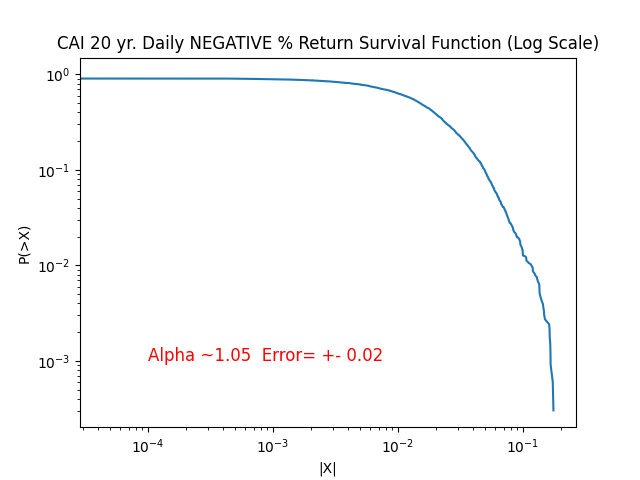 CAI 20 yr. Daily NEGATIVE % Return Survival Function (Log Scale)
10⁰
10⁻¹
10⁻²
10⁻³
P(>X)
Alpha ~1.05  Error= +- 0.02
10⁻⁴ 10⁻³ 10⁻² 10⁻¹
|X|